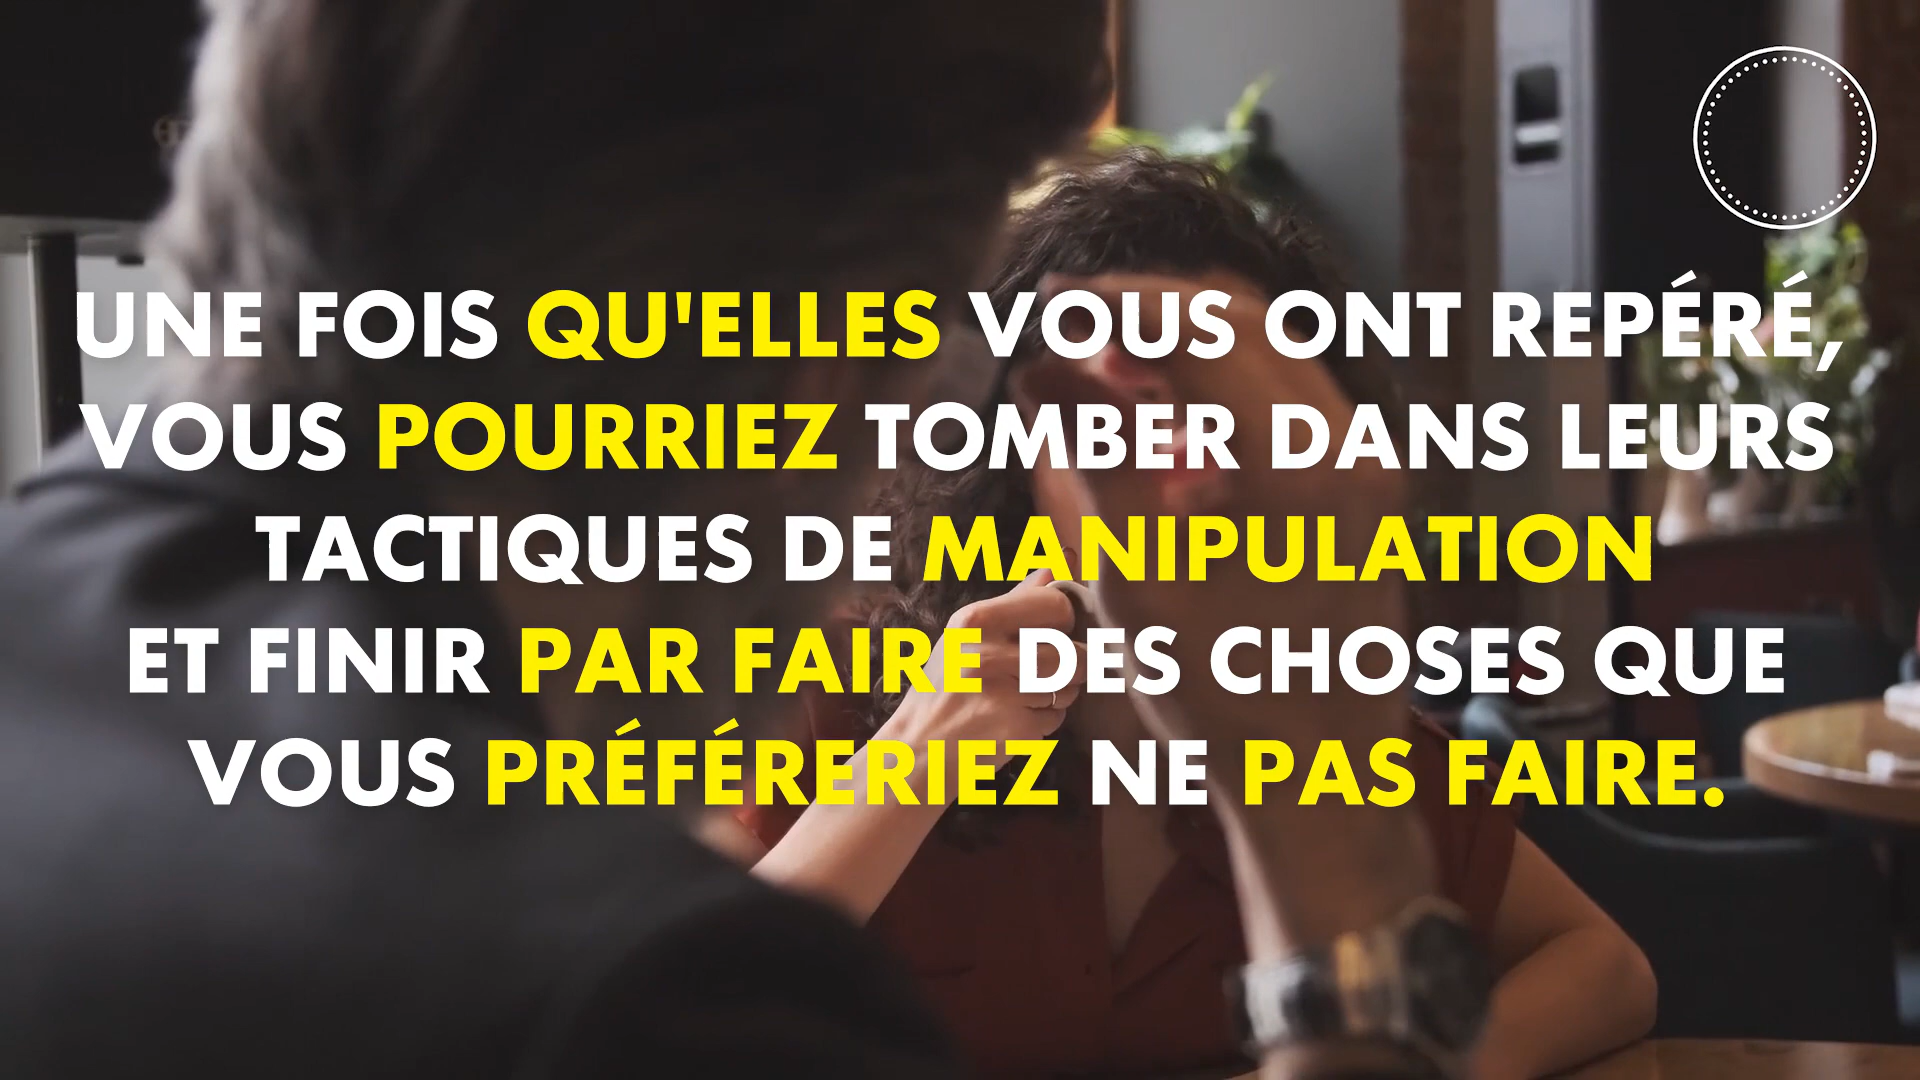 UNE FOIS QU'ELLES VOUS ONT REPÉRÉ,
VOUS POURRIEZ TOMBER DANS LEURS
TACTIQUES DE MANIPULATION
ET FINIR PAR FAIRE DES CHOSES QUE
VOUS PRÉFÉRERIEZ NE PAS FAIRE.